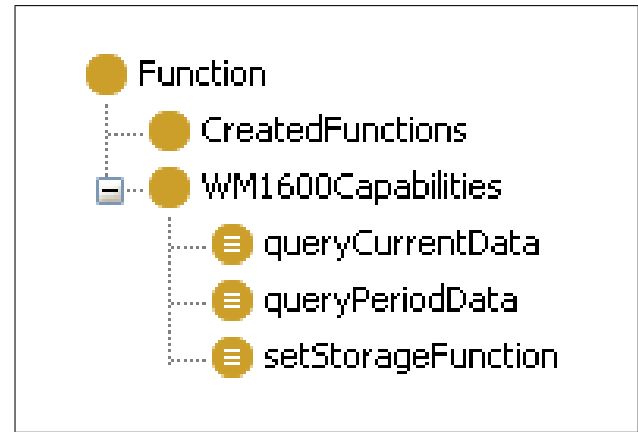 Function
CreatedFunctions
WM1600Capabilities
queryCurrentData
queryPeriodData
setStorageFunction